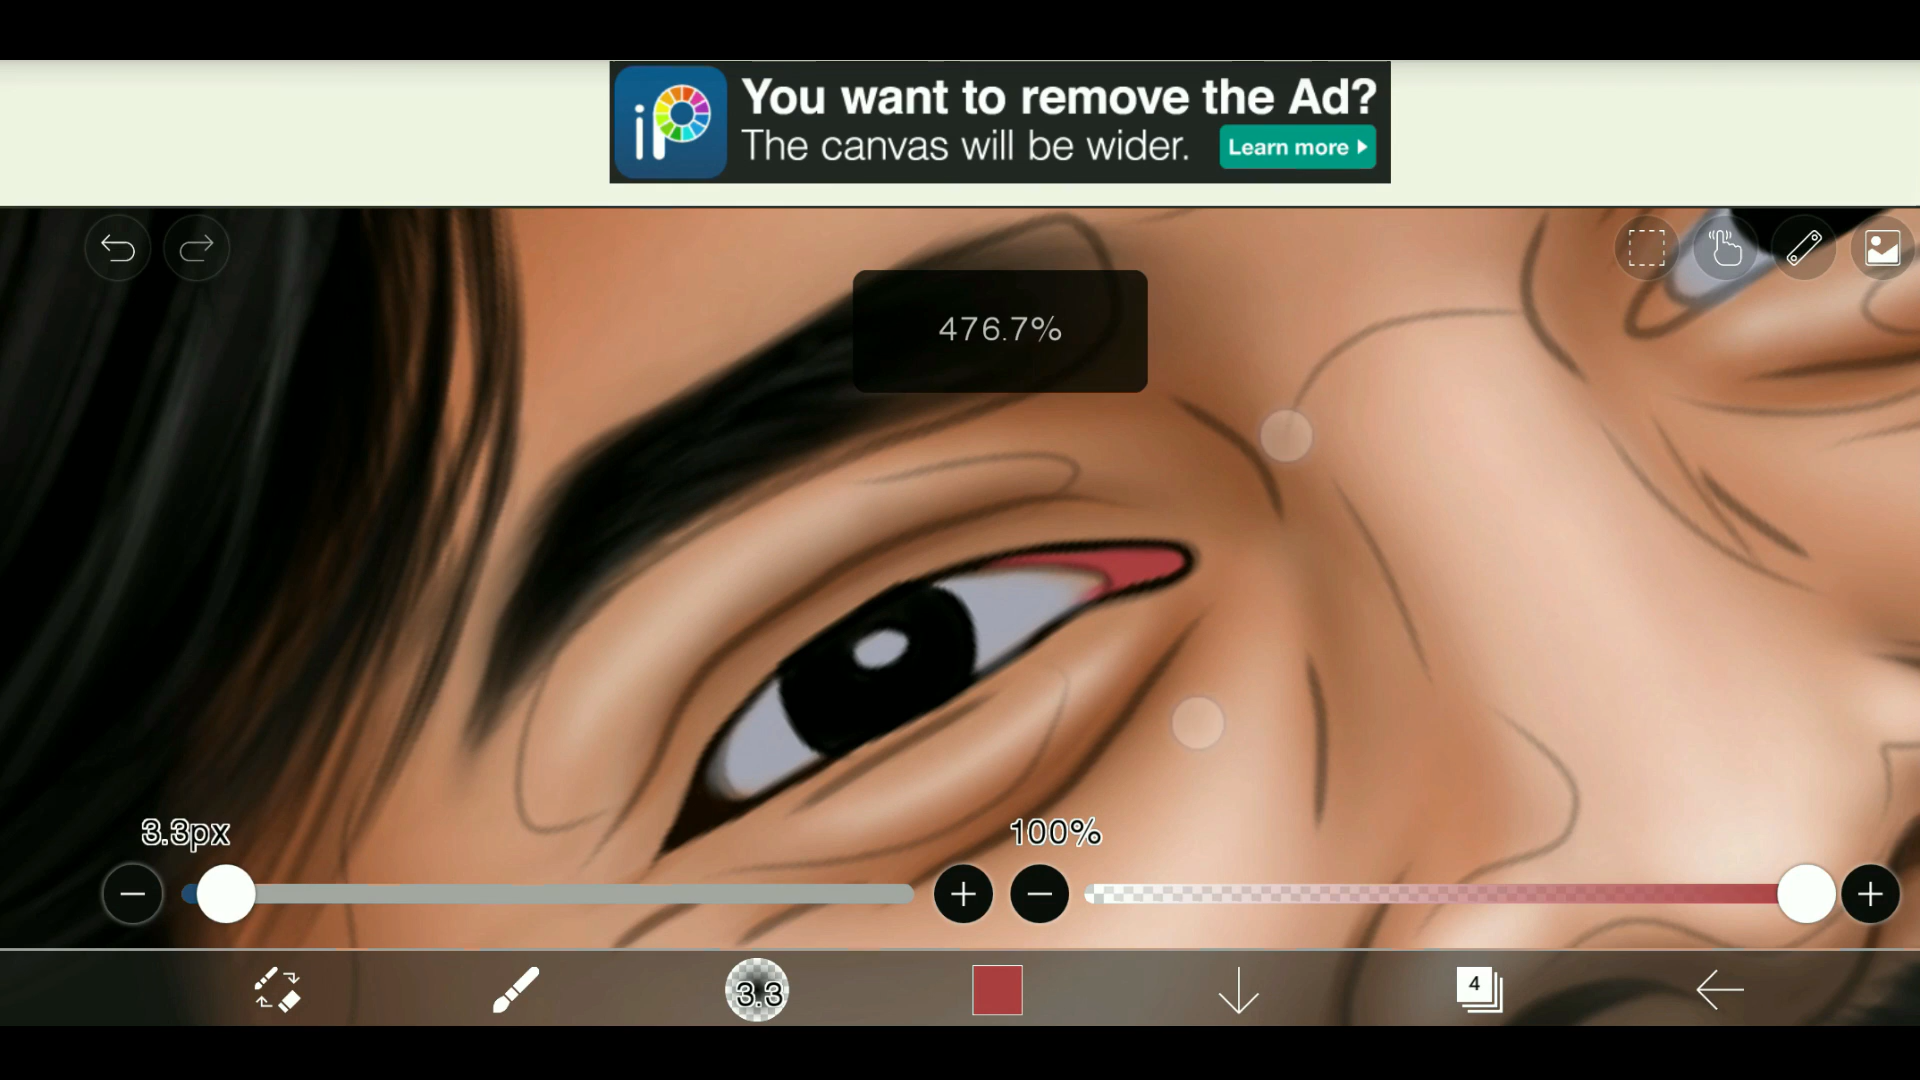 iP
You want to remove the Ad?
The canvas will be wider.
Learn more
476.7%
3.3px
100%
3.3
4